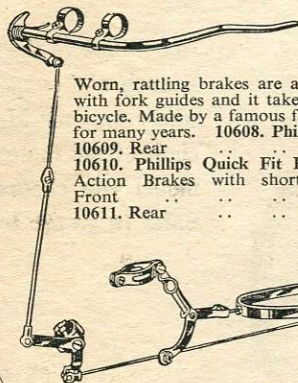 Worn, rattling brakes are a
with fork guides and it take
bicycle. Made by a famous f
for many years. 10608. Phi
10609. Rear .. ..
10610. Phillips Quick Fit
Action Brakes with short
Front .. .. ..
10611. Rear .. ..